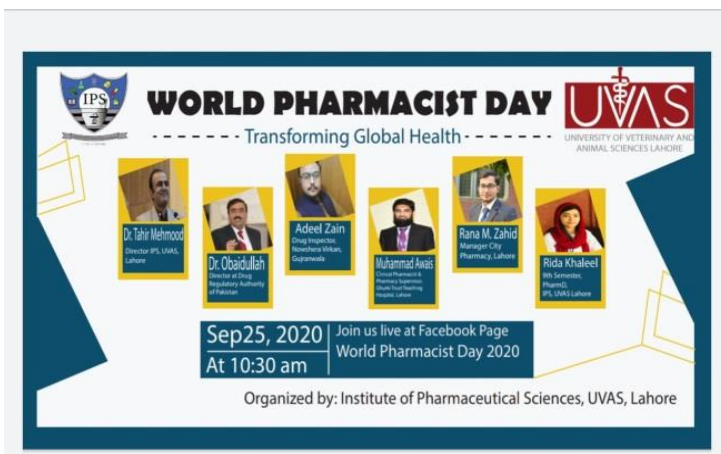 IPS
WORLD PHARMACIST DAY
Transforming Global Health
UVAS
UNIVERSITY OF VETERINARY AND
ANIMAL SCIENCES LAHORE
Dr. Tahir Mehmood
Director IPS, UVAS,
Lahore
Dr. Obaidullah
Director at Drug
Regulatory Authority
of Pakistan
Adeel Zain
Drug Inspector,
Nowshera Virkan,
Gujranwala
Muhammad Awais
Clinical Pharmacist &
Pharmacy Supervisor,
Ghurki Trust Teaching
Hospital, Lahore
Rana M. Zahid
Manager City
Pharmacy, Lahore
Rida Khaleel
9th Semester,
PharmD,
IPS, UVAS Lahore
Sep25, 2020
At 10:30 am
Join us live at Facebook Page
World Pharmacist Day 2020
Organized by: Institute of Pharmaceutical Sciences, UVAS, Lahore